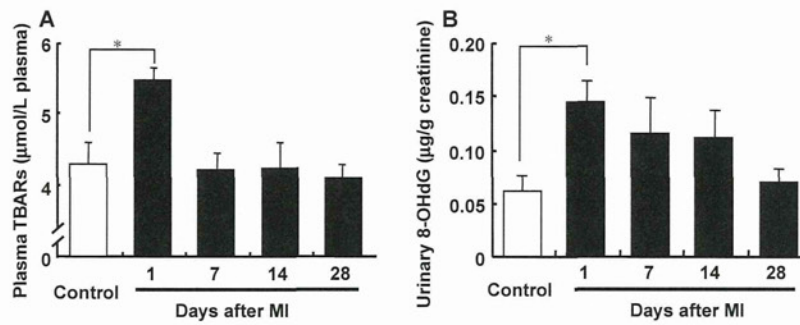 A
Plasma TBARs (μmol/L plasma)
6
5
4
0
*
Control
1 7 14 28
Days after MI
B
Urinary 8-OHdG (μg/g creatinine)
0.20
0.15
0.10
0.05
0
*
Control
1 7 14 28
Days after MI